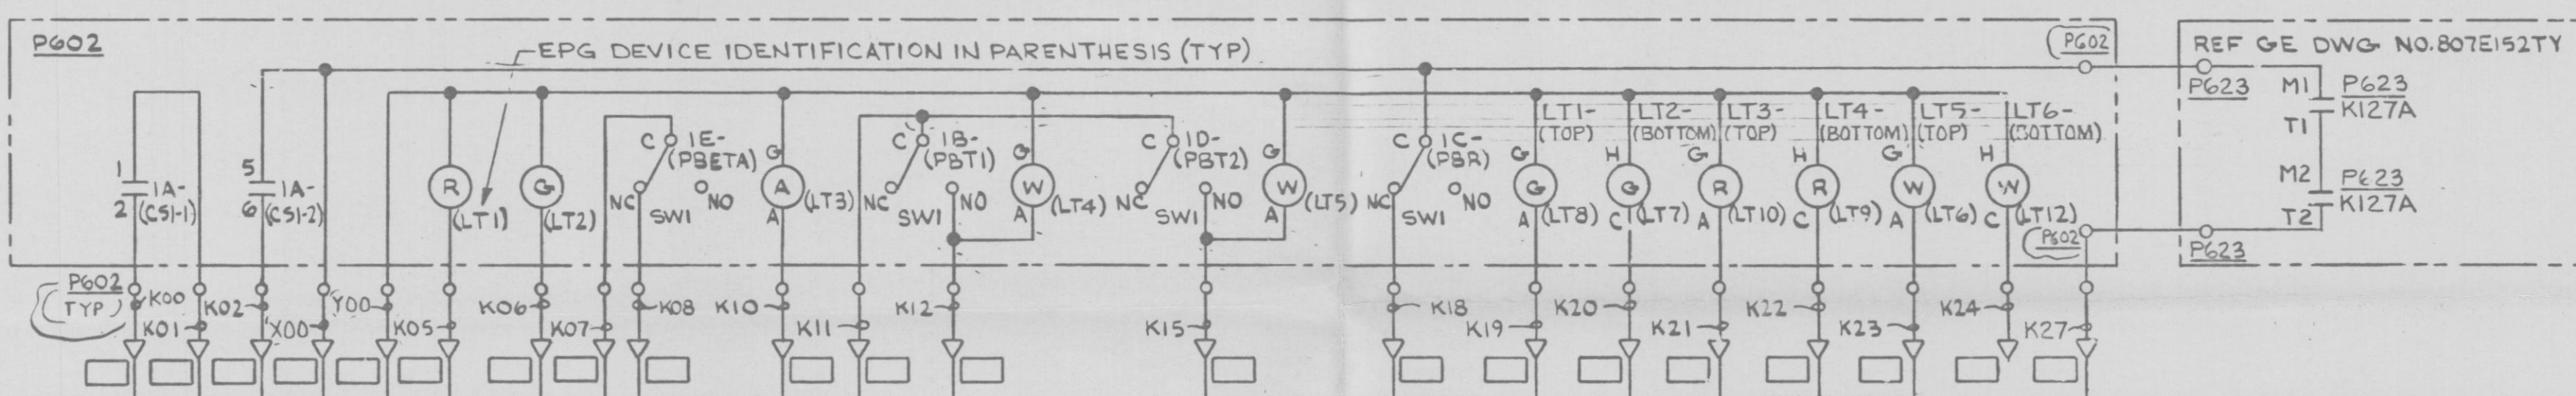 P602
EPG DEVICE IDENTIFICATION IN PARENTHESIS (TYP)
(P602
REF GE DWG NO.807E152TY
P623
M1
P623
K127A
T1
M2
K127A
T2
P623
1
2
1A-
(CS1-1)
5
6
1A-
(CS1-2)
R
(LT1)
G
(LT2)
C
1E-
(PBETA)
NC
NO
SW1
G
A
A
(LT3)
C
1B-
(PBT1)
NC
NO
SW1
G
W
A
(LT4)
C
1D-
(PBT2)
NC
NO
SW1
G
W
A
(LT5)
C
1C-
(PBR)
NC
NO
SW1
LT1-
(TOP)
G
G
A
(LT8)
LT2-
(BOTTOM)
H
G
C
(LT7)
LT3-
(TOP)
G
R
A
(LT10)
LT4-
(BOTTOM)
H
R
C
(LT9)
LT5-
(TOP)
G
W
A
(LT6)
LT6-
(BOTTOM)
H
W
C
(LT12)
(P602
P602
(TYP)
K00
K01
K02
X00
Y00
K05
K06
K07
K08
K10
K11
K12
K15
K18
K19
K20
K21
K22
K23
K24
K27